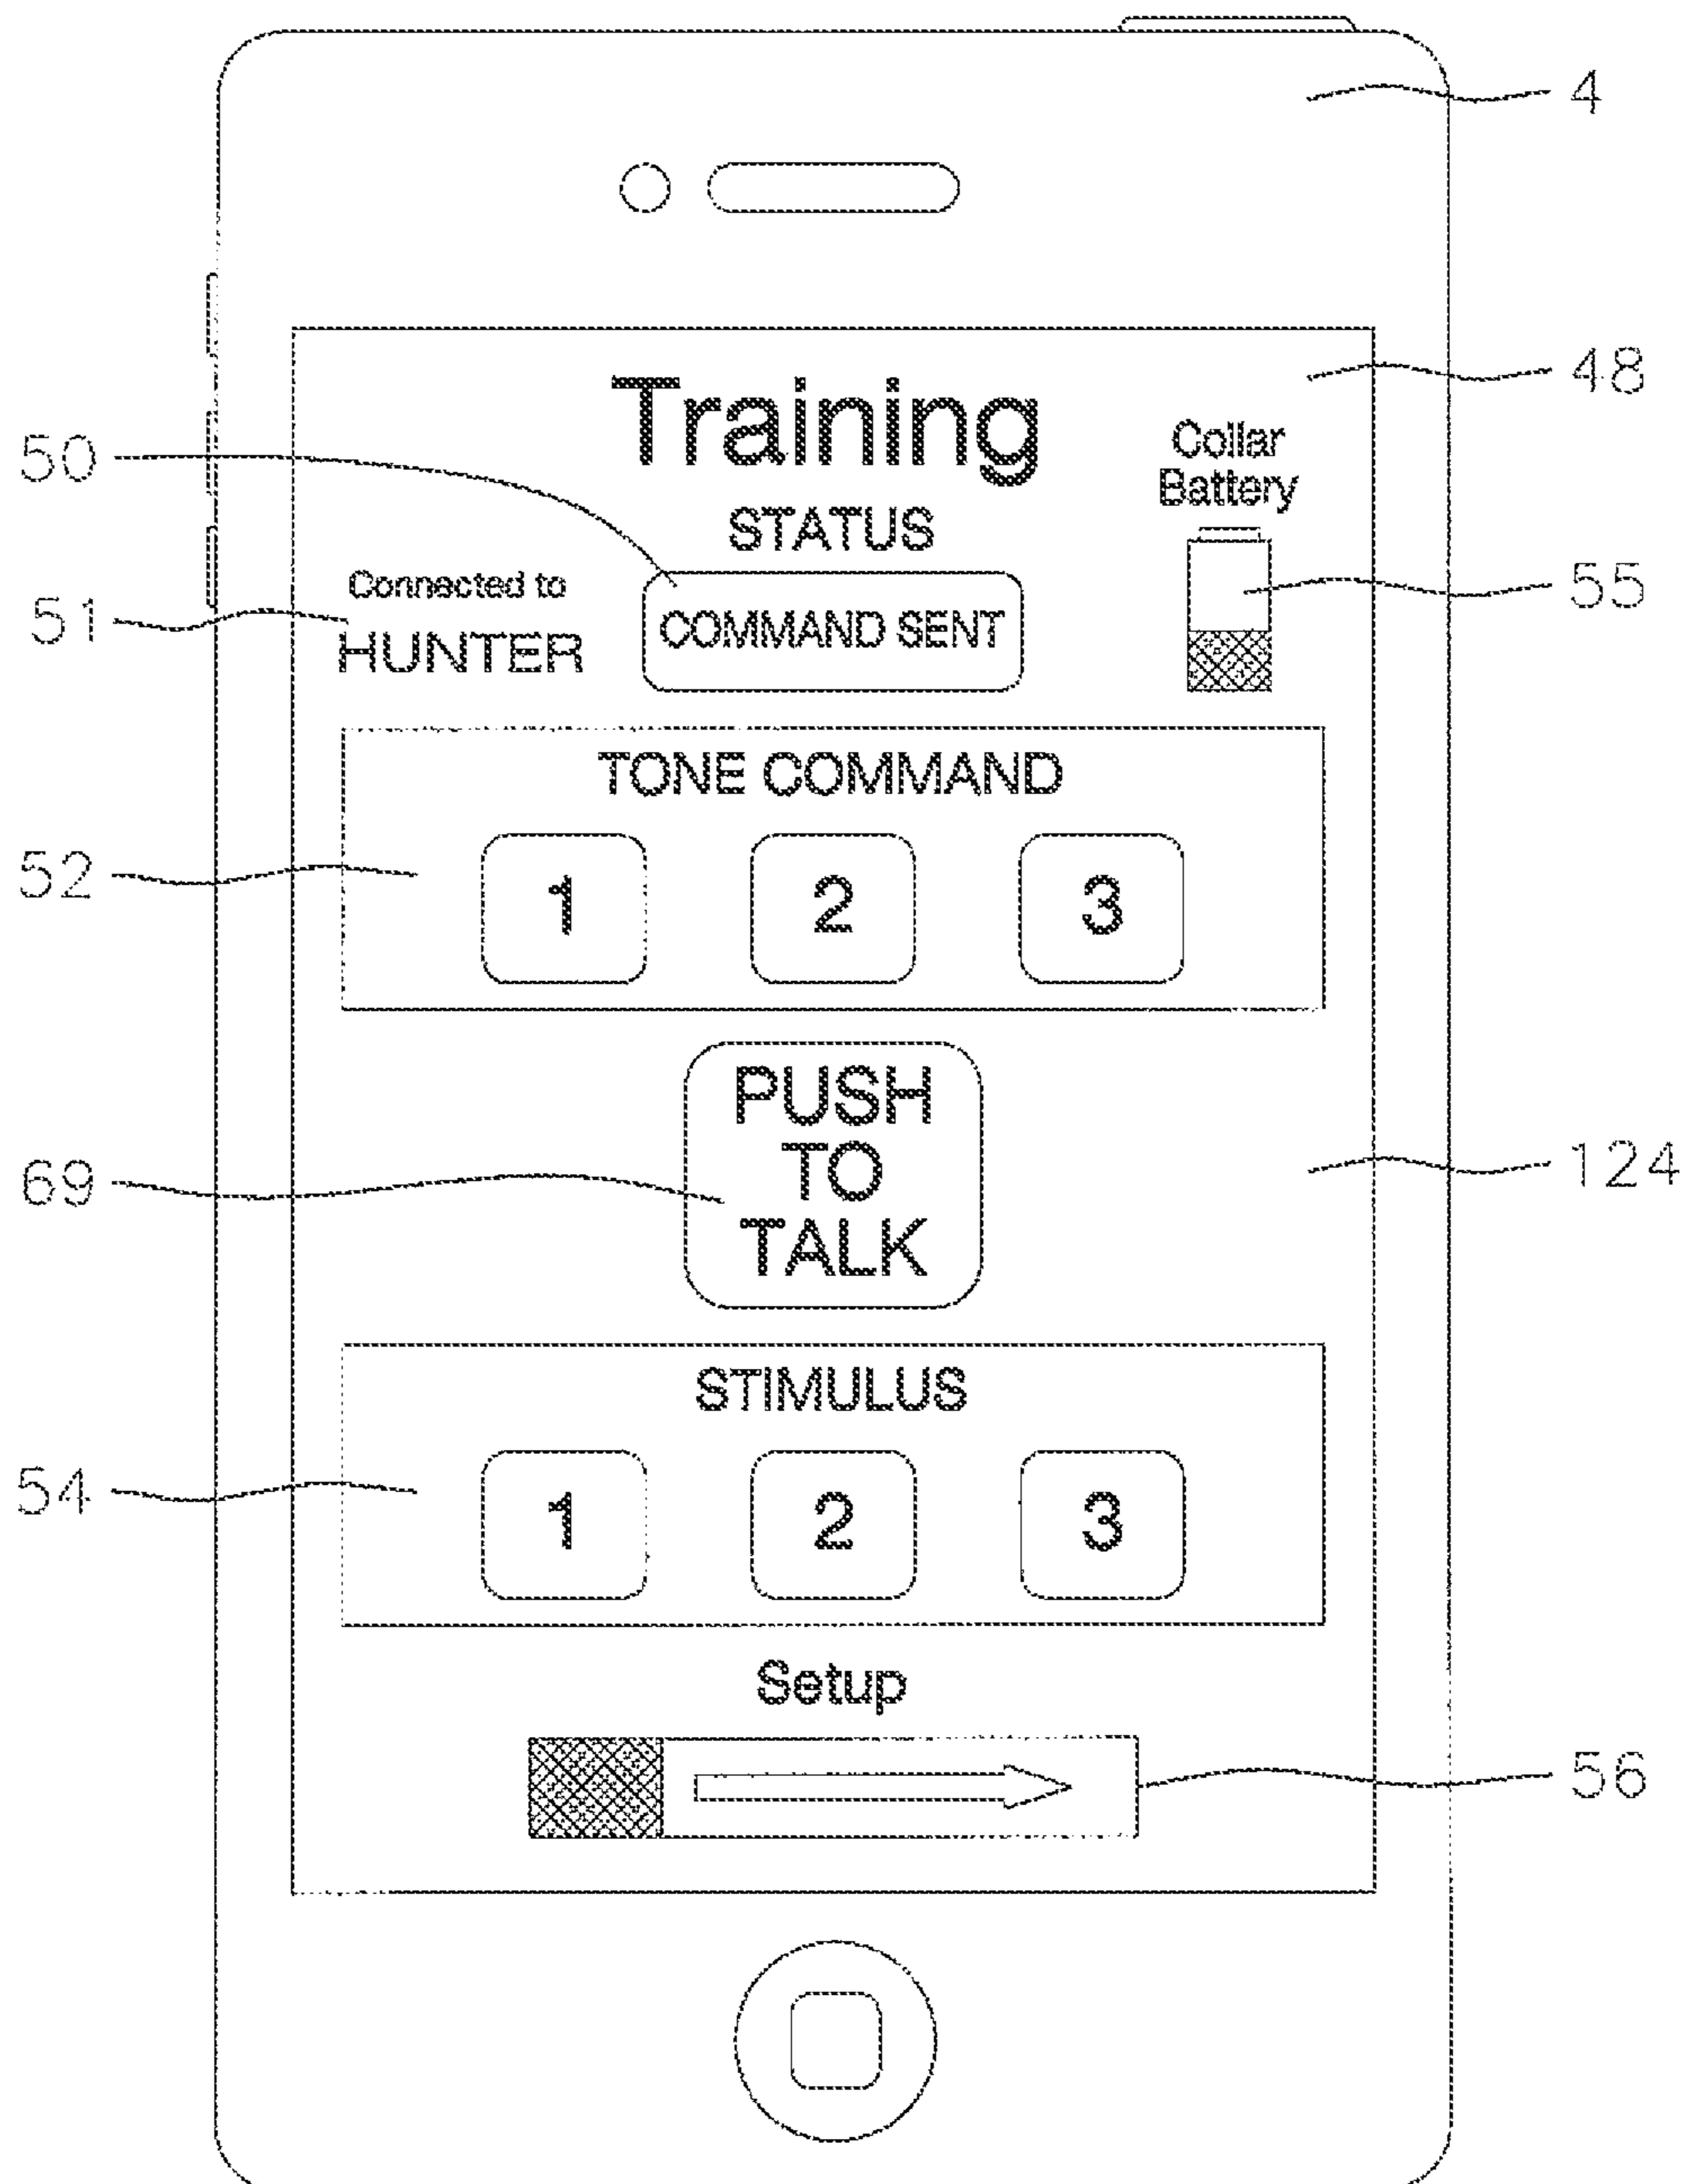 4
48
Training
Collar
Battery
50
STATUS
Connected to
COMMAND SENT
55
51
HUNTER
TONE COMMAND
52
1 2 3
PUSH
TO
TALK
124
69
STIMULUS
54
1 2 3
Setup
56